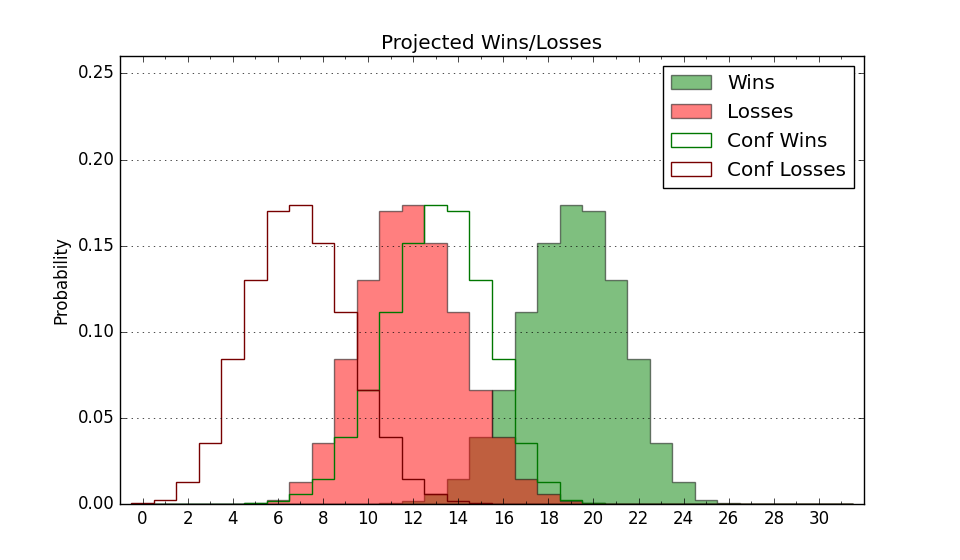 Projected Wins/Losses
0.25
0.20
0.15
0.10
0.05
0.00
Probability
Wins
Losses
Conf Wins
Conf Losses
0 2 4 6 8 10 12 14 16 18 20 22 24 26 28 30